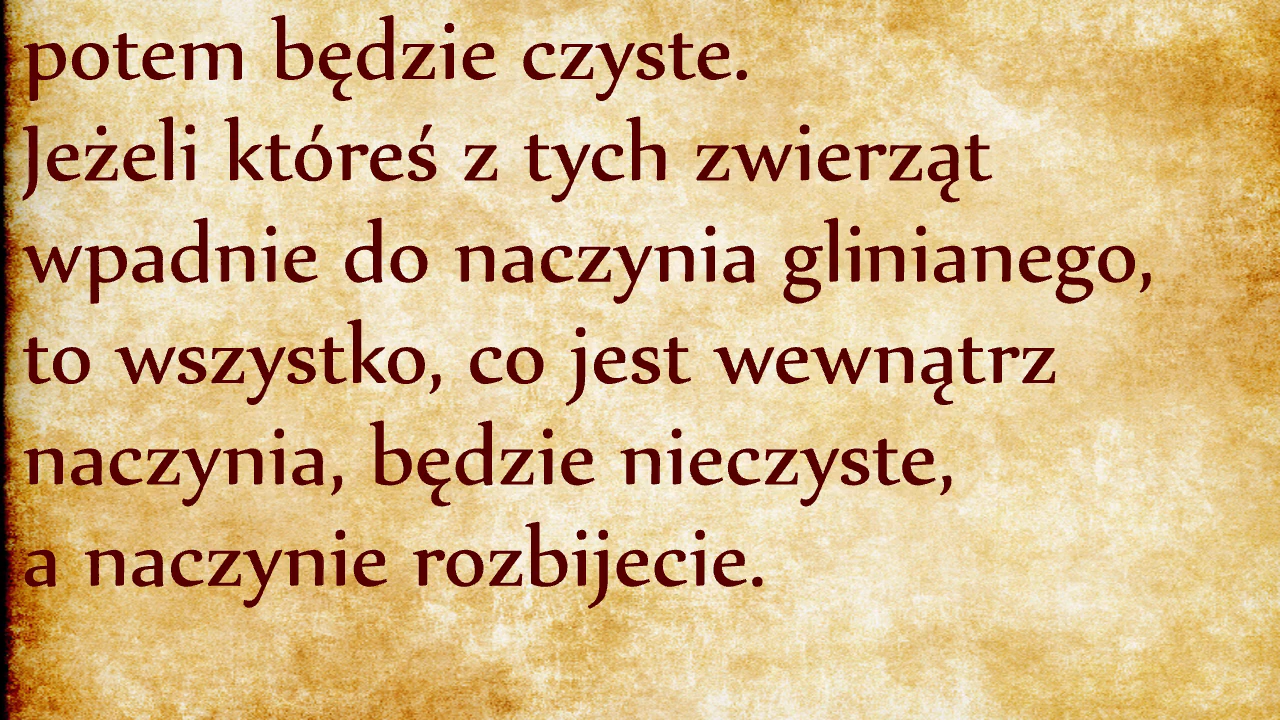 potem będzie czyste.
Jeżeli któreś z tych zwierząt
wpadnie do naczynia glinianego,
to wszystko, co jest wewnątrz
naczynia, będzie nieczyste,
a naczynie rozbijecie.